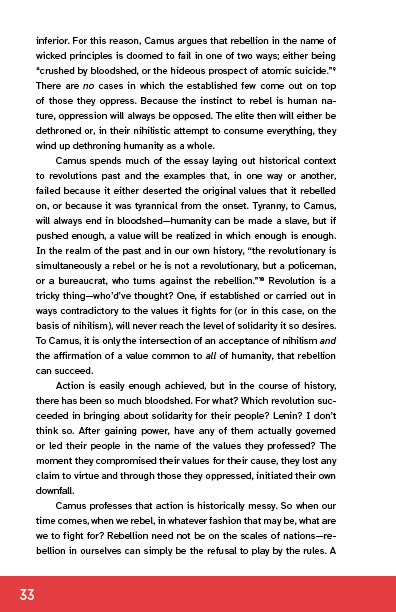 inferior. For this reason, Camus argues that rebellion in the name of
wicked principles is doomed to fail in one of two ways; either being
“crushed by bloodshed, or the hideous prospect of atomic suicide.”⁹
There are no cases in which the established few come out on top
of those they oppress. Because the instinct to rebel is human na-
ture, oppression will always be opposed. The elite then will either be
dethroned or, in their nihilistic attempt to consume everything, they
wind up dethroning humanity as a whole.
Camus spends much of the essay laying out historical context
to revolutions past and the examples that, in one way or another,
failed because it either deserted the original values that it rebelled
on, or because it was tyrannical from the onset. Tyranny, to Camus,
will always end in bloodshed—humanity can be made a slave, but if
pushed enough, a value will be realized in which enough is enough.
In the realm of the past and in our own history, “the revolutionary is
simultaneously a rebel or he is not a revolutionary, but a policeman,
or a bureaucrat, who turns against the rebellion.”¹⁰ Revolution is a
tricky thing—who’d’ve thought? One, if established or carried out in
ways contradictory to the values it fights for (or in this case, on the
basis of nihilism), will never reach the level of solidarity it so desires.
To Camus, it is only the intersection of an acceptance of nihilism and
the affirmation of a value common to all of humanity, that rebellion
can succeed.
Action is easily enough achieved, but in the course of history,
there has been so much bloodshed. For what? Which revolution suc-
ceeded in bringing about solidarity for their people? Lenin? I don’t
think so. After gaining power, have any of them actually governed
or led their people in the name of the values they professed? The
moment they compromised their values for their cause, they lost any
claim to virtue and through those they oppressed, initiated their own
downfall.
Camus professes that action is historically messy. So when our
time comes, when we rebel, in whatever fashion that may be, what are
we to fight for? Rebellion need not be on the scales of nations—re-
bellion in ourselves can simply be the refusal to play by the rules. A
33